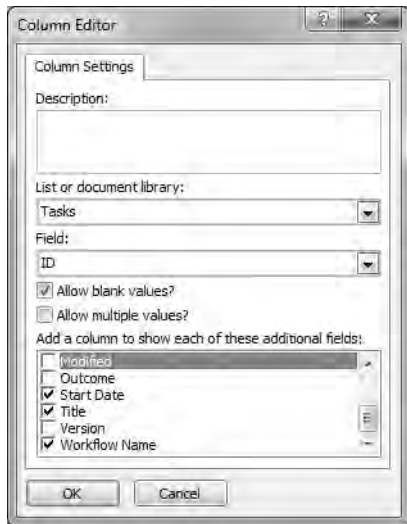 Column Editor
Column Settings
Description:
List or document library:
Tasks
Field:
ID
Allow blank values?
Allow multiple values?
Add a column to show each of these additional fields:
Modified
Outcome
Start Date
Title
Version
Workflow Name
OK Cancel